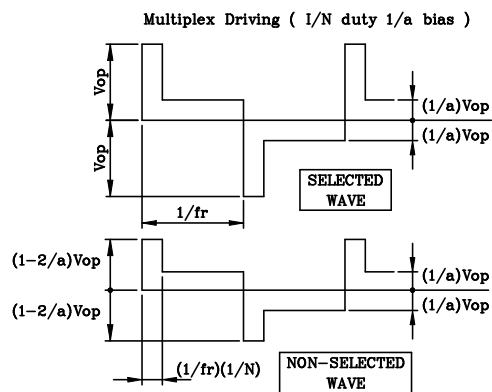 Multiplex Driving ( I/N duty 1/a bias )
Vop
Vop
(1/a)Vop
(1/a)Vop
SELECTED
WAVE
1/fr
(1-2/a)Vop
(1-2/a)Vop
(1/a)Vop
(1/a)Vop
(1/fr)(1/N)
NON-SELECTED
WAVE